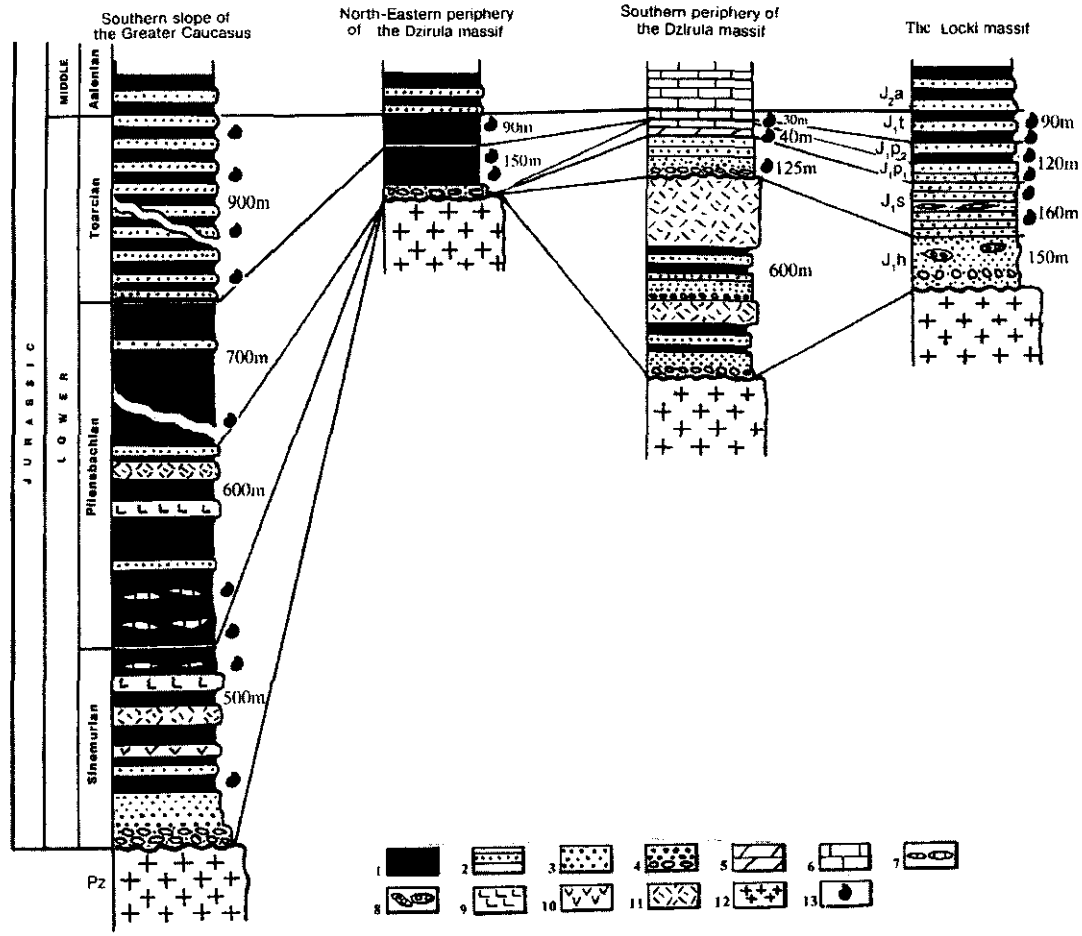 Southern slope of
the Greater Caucasus
North-Eastern periphery
of the Dzirula massif
Southern periphery of
the Dzirula massif
The Locki massif
JURASSIC
LOWER
MIDDLE
Aalenian
Toarcian
Pliensbachian
Sinemurian
Pz
900m
700m
600m
500m
90m
150m
30m
40m
125m
600m
J₂a
J₁t
J₁p₂
J₁p₁
J₁s
J₁h
90m
120m
160m
150m
1
2
3
4
5
6
7
8
9
10
11
12
13